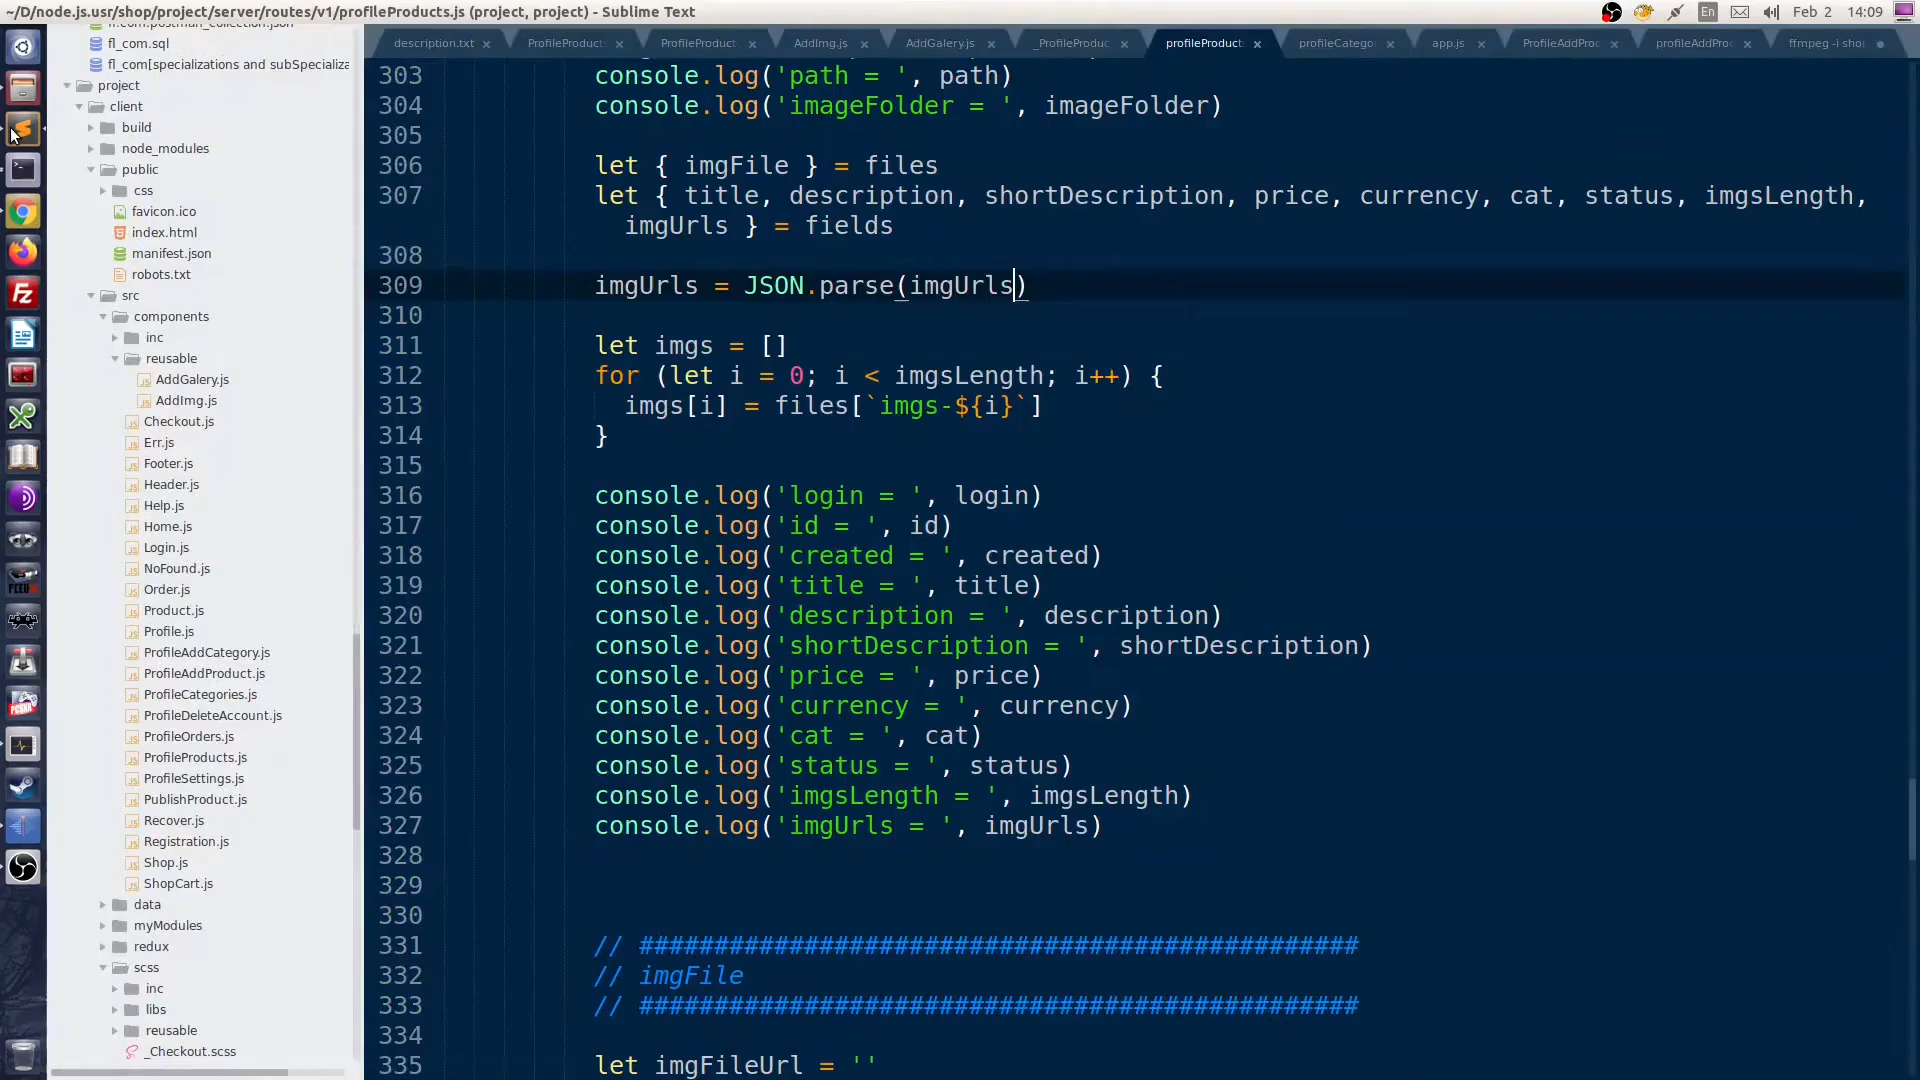 ~/D/node.js.usr/shop/project/server/routes/v1/profileProducts.js (project, project) - Sublime Text
En
Feb 2
14:09
fl_com.sql
fl_com[specializations and subSpecializa
project
client
build
node_modules
public
css
favicon.ico
index.html
manifest.json
robots.txt
src
components
inc
reusable
AddGalery.js
AddImg.js
Checkout.js
Err.js
Footer.js
Header.js
Help.js
Home.js
Login.js
NoFound.js
Order.js
Product.js
Profile.js
ProfileAddCategory.js
ProfileAddProduct.js
ProfileCategories.js
ProfileDeleteAccount.js
ProfileOrders.js
ProfileProducts.js
ProfileSettings.js
PublishProduct.js
Recover.js
Registration.js
Shop.js
ShopCart.js
data
myModules
redux
scss
inc
libs
reusable
_Checkout.scss
description.txt
ProfileProduct
ProfileProduct
AddImg.js
AddGalery.js
_ProfileProduc
profileProduct
profileCatego
app.js
ProfileAddProc
profileAddPro
ffmpeg -i sho
303 console.log('path = ', path)
304 console.log('imageFolder = ', imageFolder)
305
306 let { imgFile } = files
307 let { title, description, shortDescription, price, currency, cat, status, imgsLength,
imgUrls } = fields
308
309 imgUrls = JSON.parse(imgUrls)
310
311 let imgs = []
312 for (let i = 0; i < imgsLength; i++) {
313 imgs[i] = files[`imgs-${i}`]
314 }
315
316 console.log('login = ', login)
317 console.log('id = ', id)
318 console.log('created = ', created)
319 console.log('title = ', title)
320 console.log('description = ', description)
321 console.log('shortDescription = ', shortDescription)
322 console.log('price = ', price)
323 console.log('currency = ', currency)
324 console.log('cat = ', cat)
325 console.log('status = ', status)
326 console.log('imgsLength = ', imgsLength)
327 console.log('imgUrls = ', imgUrls)
328
329
330
331 // ################################################
332 // imgFile
333 // ################################################
334
335 let imgFileUrl = ''